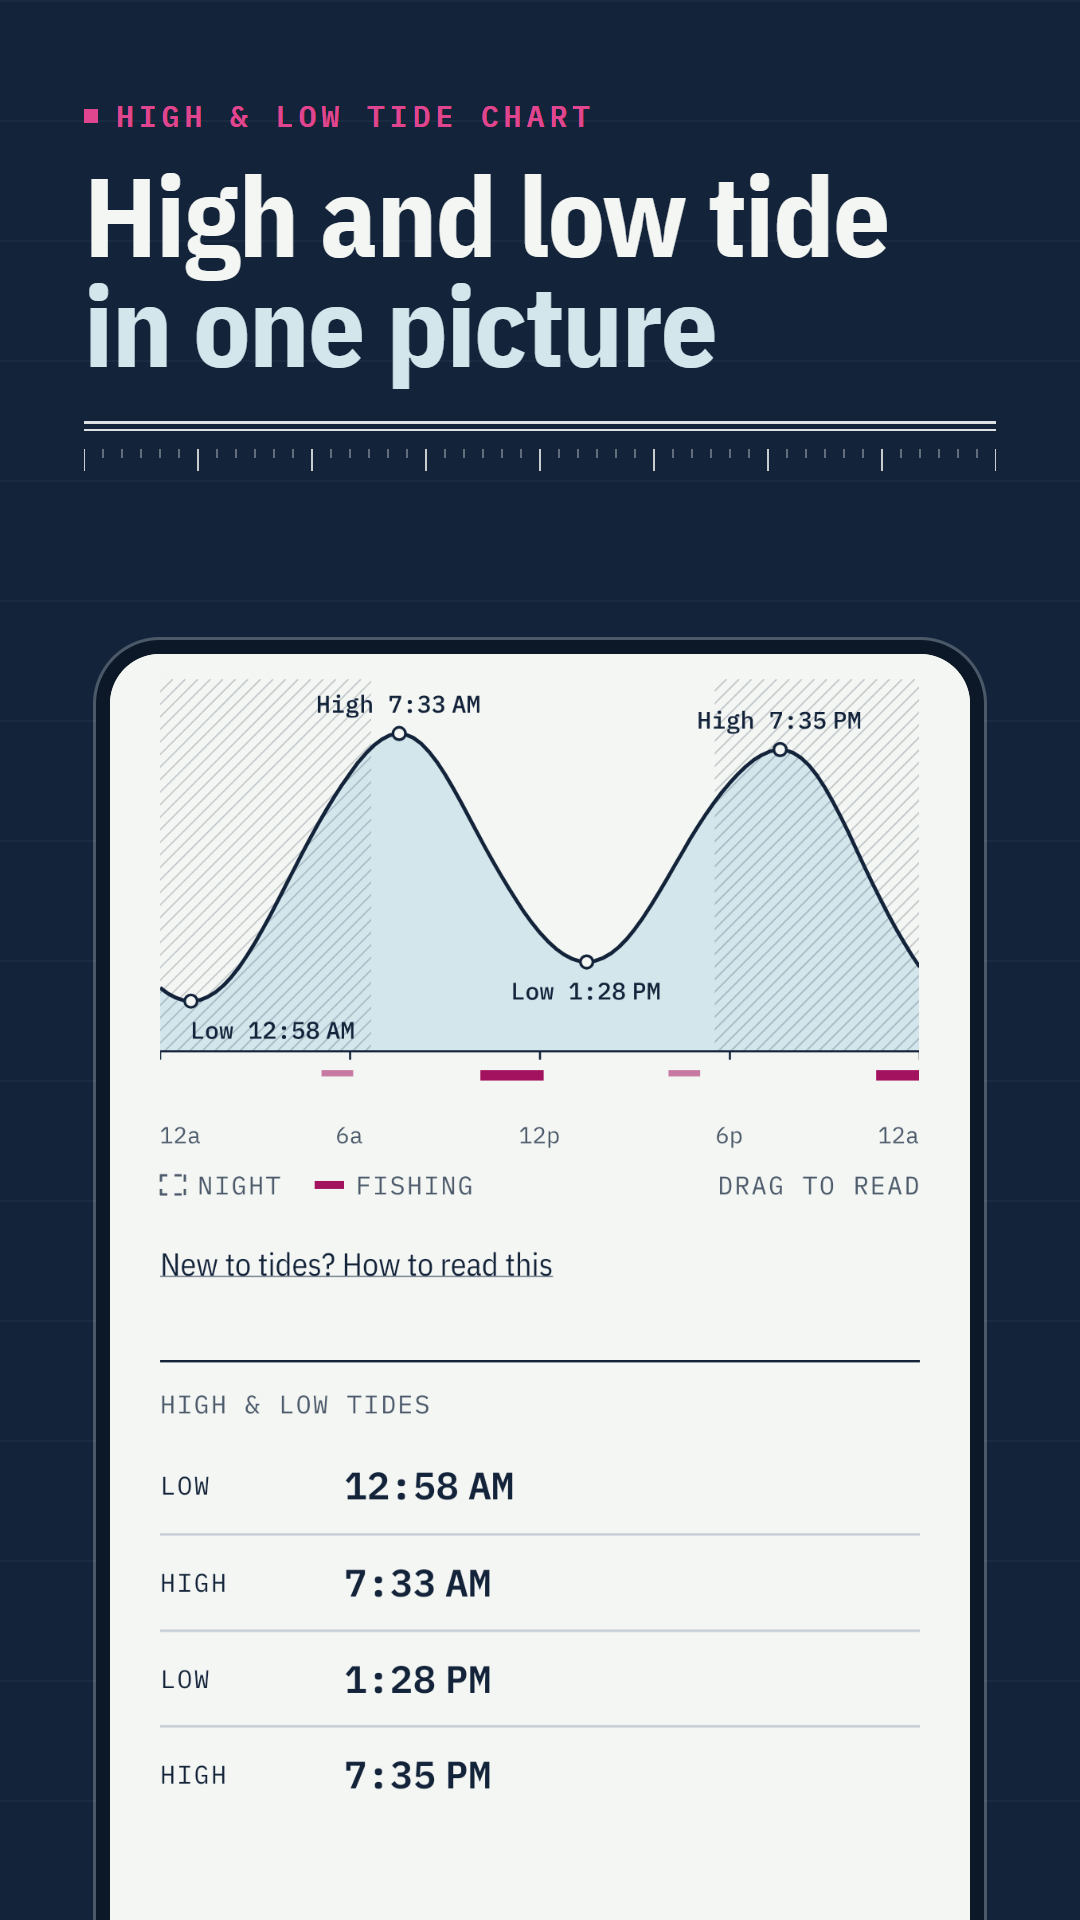 HIGH & LOW TIDE CHART
High and low tide
in one picture
High 7:33 AM
High 7:35 PM
Low 1:28 PM
Low 12:58 AM
12a 6a 12p 6p 12a
NIGHT FISHING DRAG TO READ
New to tides? How to read this
HIGH & LOW TIDES
LOW 12:58 AM
HIGH 7:33 AM
LOW 1:28 PM
HIGH 7:35 PM